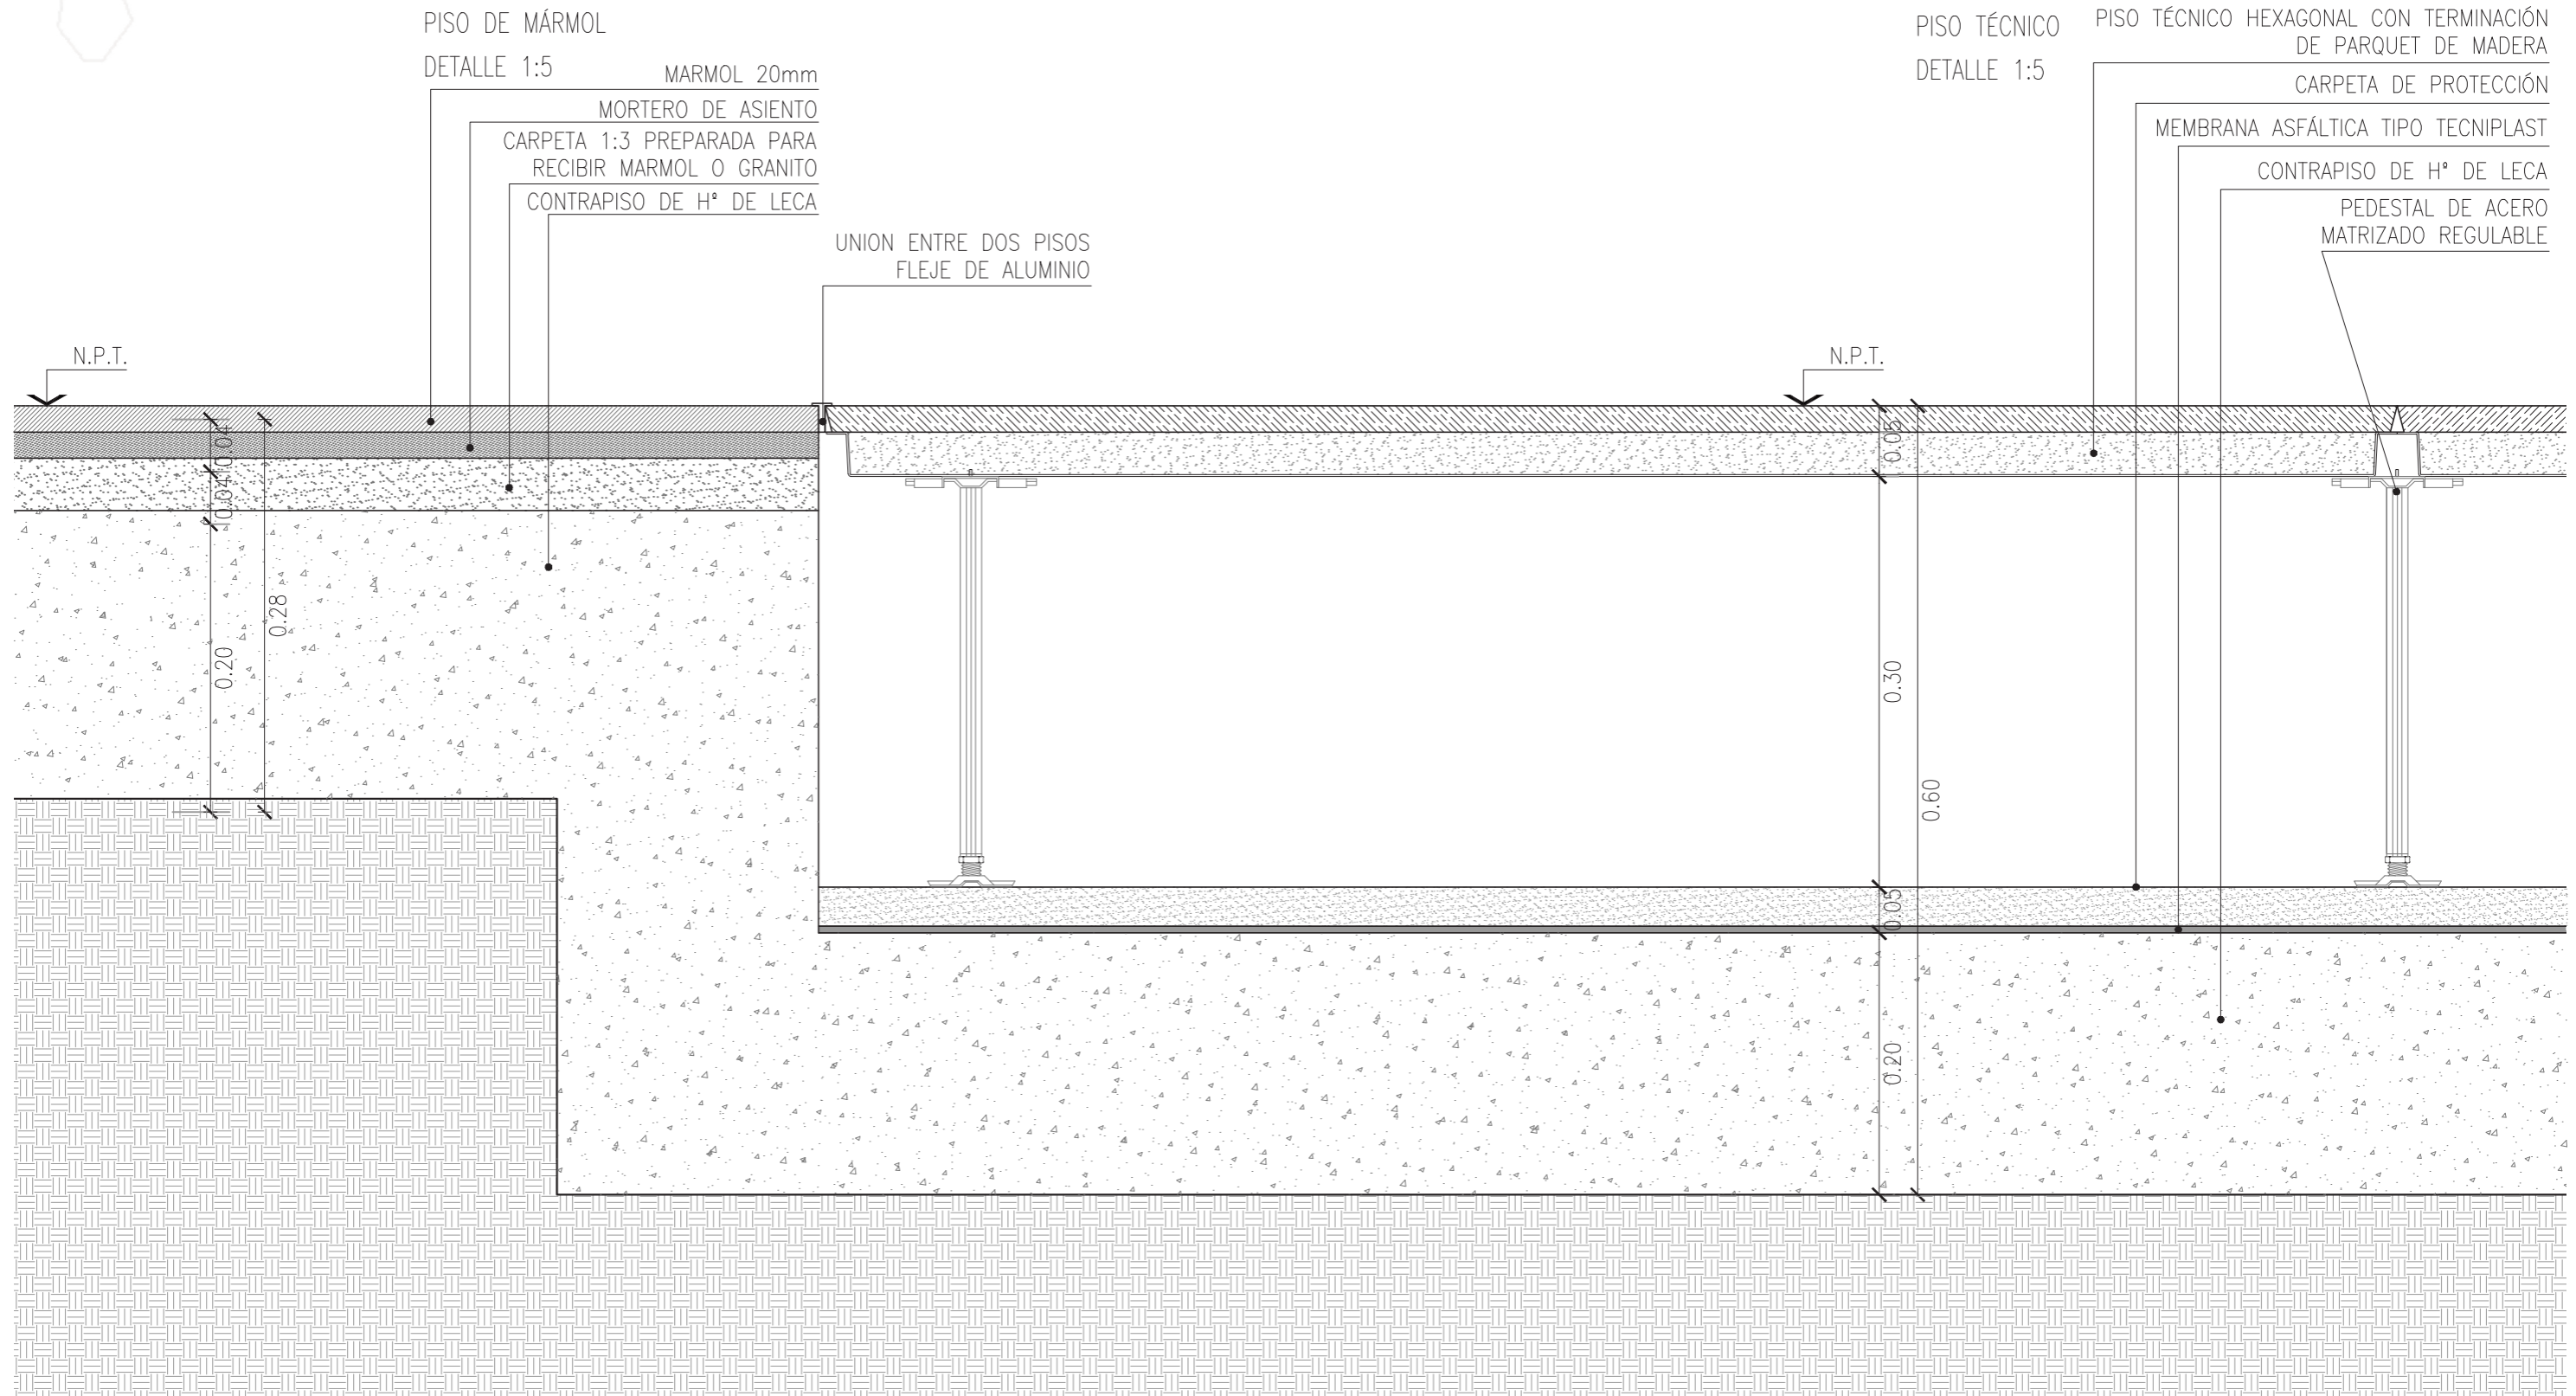 PISO DE MÁRMOL
DETALLE 1:5
MARMOL 20mm
MORTERO DE ASIENTO
CARPETA 1:3 PREPARADA PARA
RECIBIR MARMOL O GRANITO
CONTRAPISO DE Hº DE LECA
UNION ENTRE DOS PISOS
FLEJE DE ALUMINIO
PISO TÉCNICO
DETALLE 1:5
PISO TÉCNICO HEXAGONAL CON TERMINACIÓN
DE PARQUET DE MADERA
CARPETA DE PROTECCIÓN
MEMBRANA ASFÁLTICA TIPO TECNIPLAST
CONTRAPISO DE Hº DE LECA
PEDESTAL DE ACERO
MATRIZADO REGULABLE
N.P.T.
N.P.T.
0.04
0.04
0.20
0.28
0.05
0.30
0.05
0.20
0.60